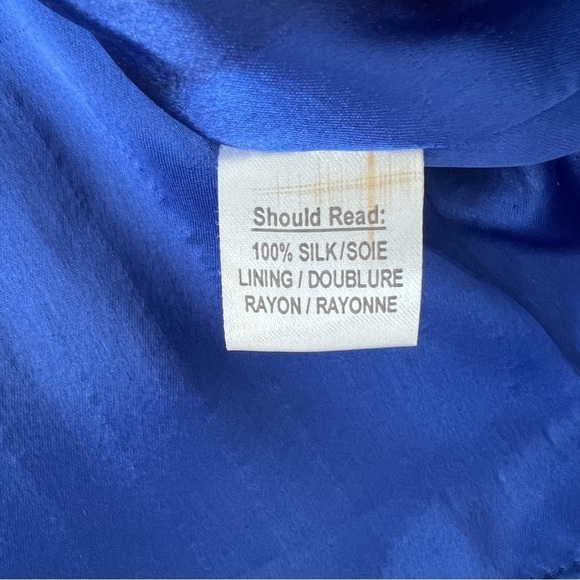 Should Read:
100% SILK/SOIE
LINING / DOUBLURE
RAYON / RAYONNE